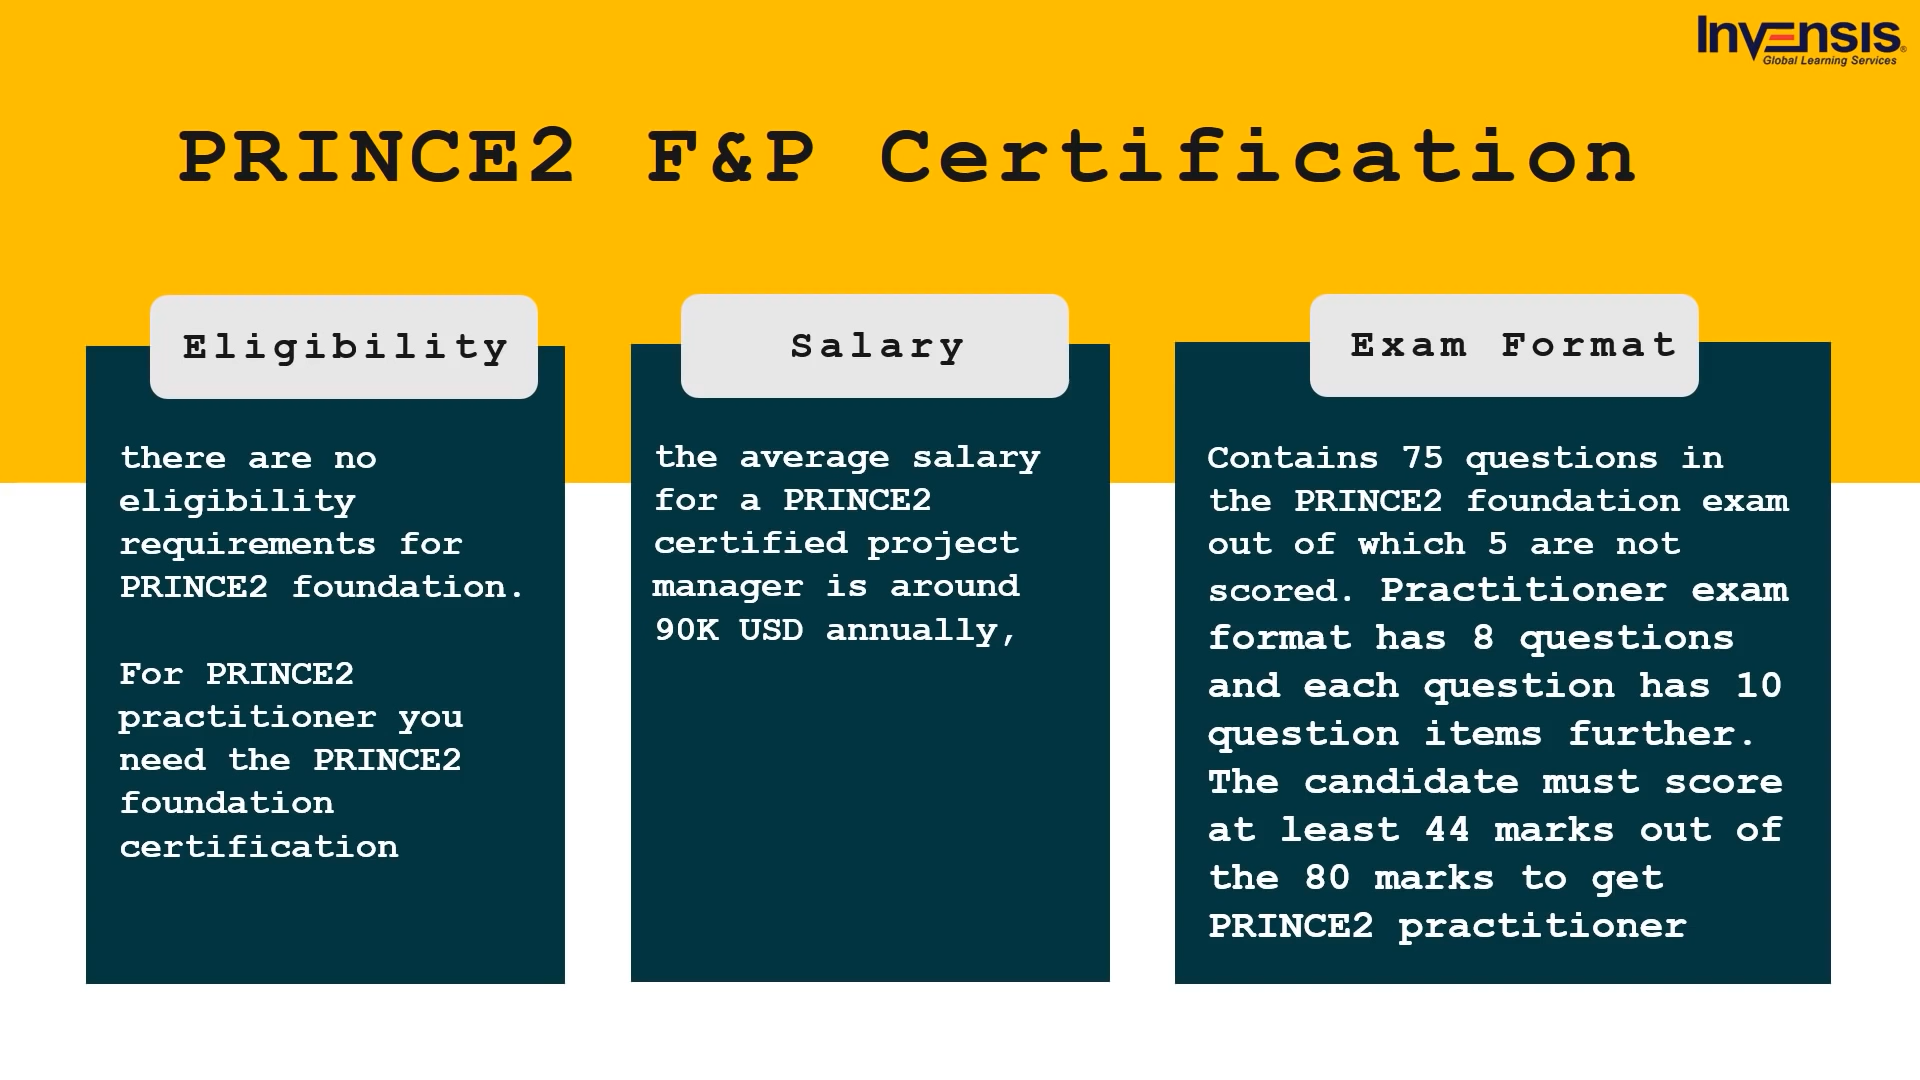 Invensis
Global Learning Services
PRINCE2 F&P Certification
Eligibility
there are no
eligibility
requirements for
PRINCE2 foundation.
For PRINCE2
practitioner you
need the PRINCE2
foundation
certification
Salary
the average salary
for a PRINCE2
certified project
manager is around
90K USD annually,
Exam Format
Contains 75 questions in
the PRINCE2 foundation exam
out of which 5 are not
scored. Practitioner exam
format has 8 questions
and each question has 10
question items further.
The candidate must score
at least 44 marks out of
the 80 marks to get
PRINCE2 practitioner